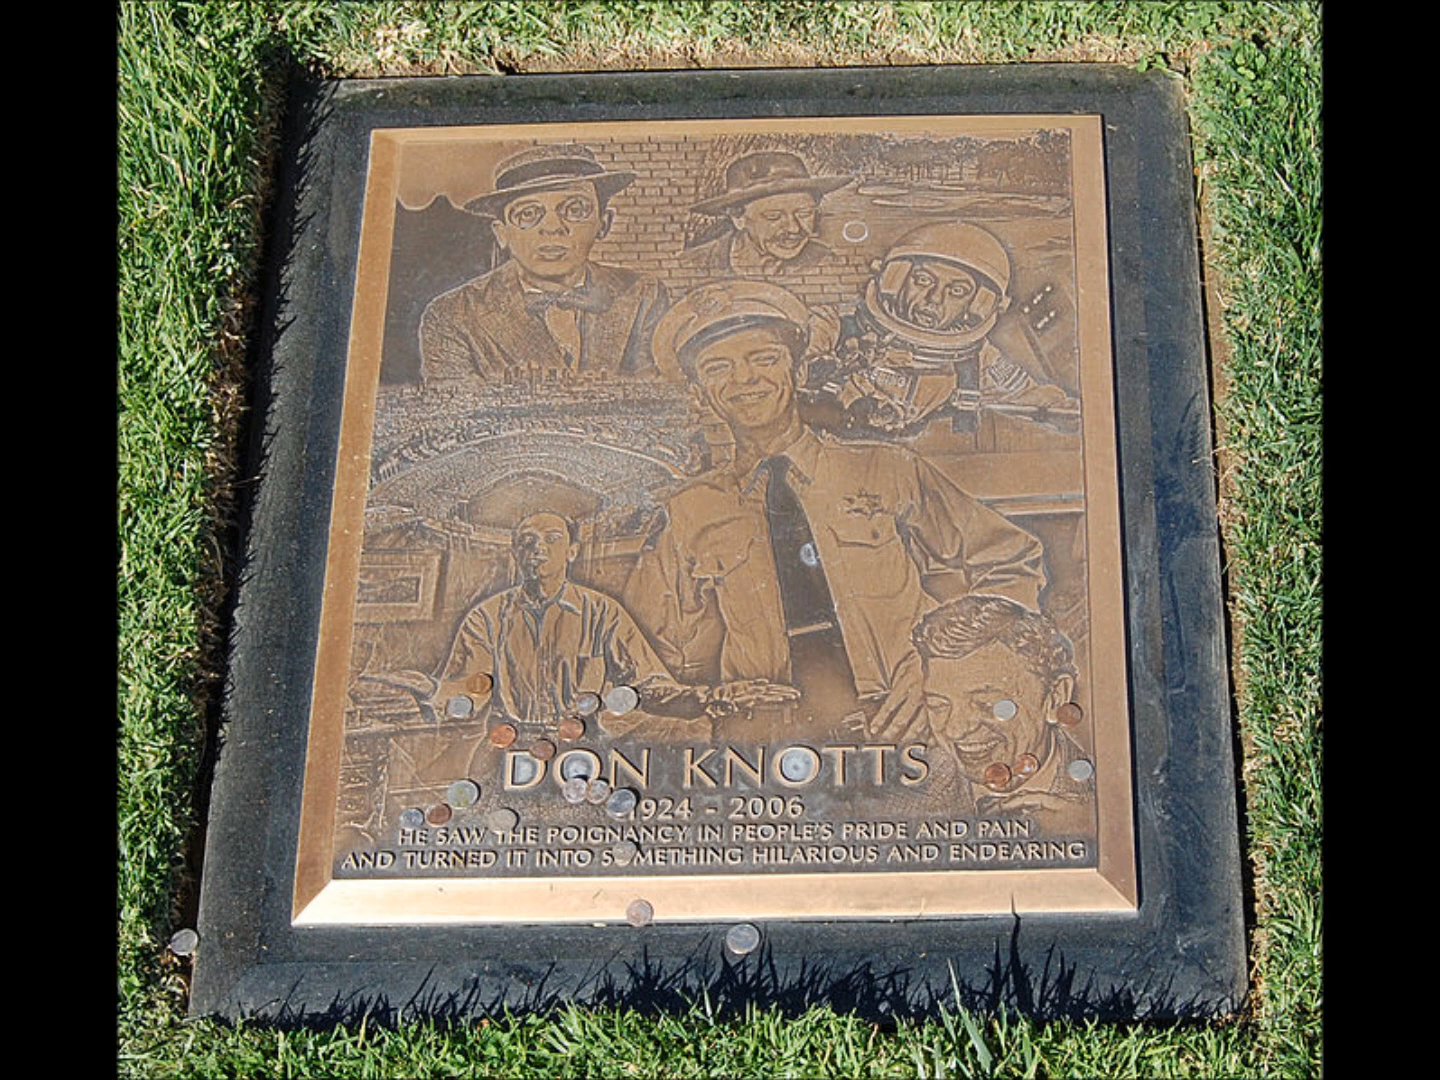 DON KNOTTS
1924 - 2006
HE SAW THE POIGNANCY IN PEOPLE'S PRIDE AND PAIN
AND TURNED IT INTO SOMETHING HILARIOUS AND ENDEARING